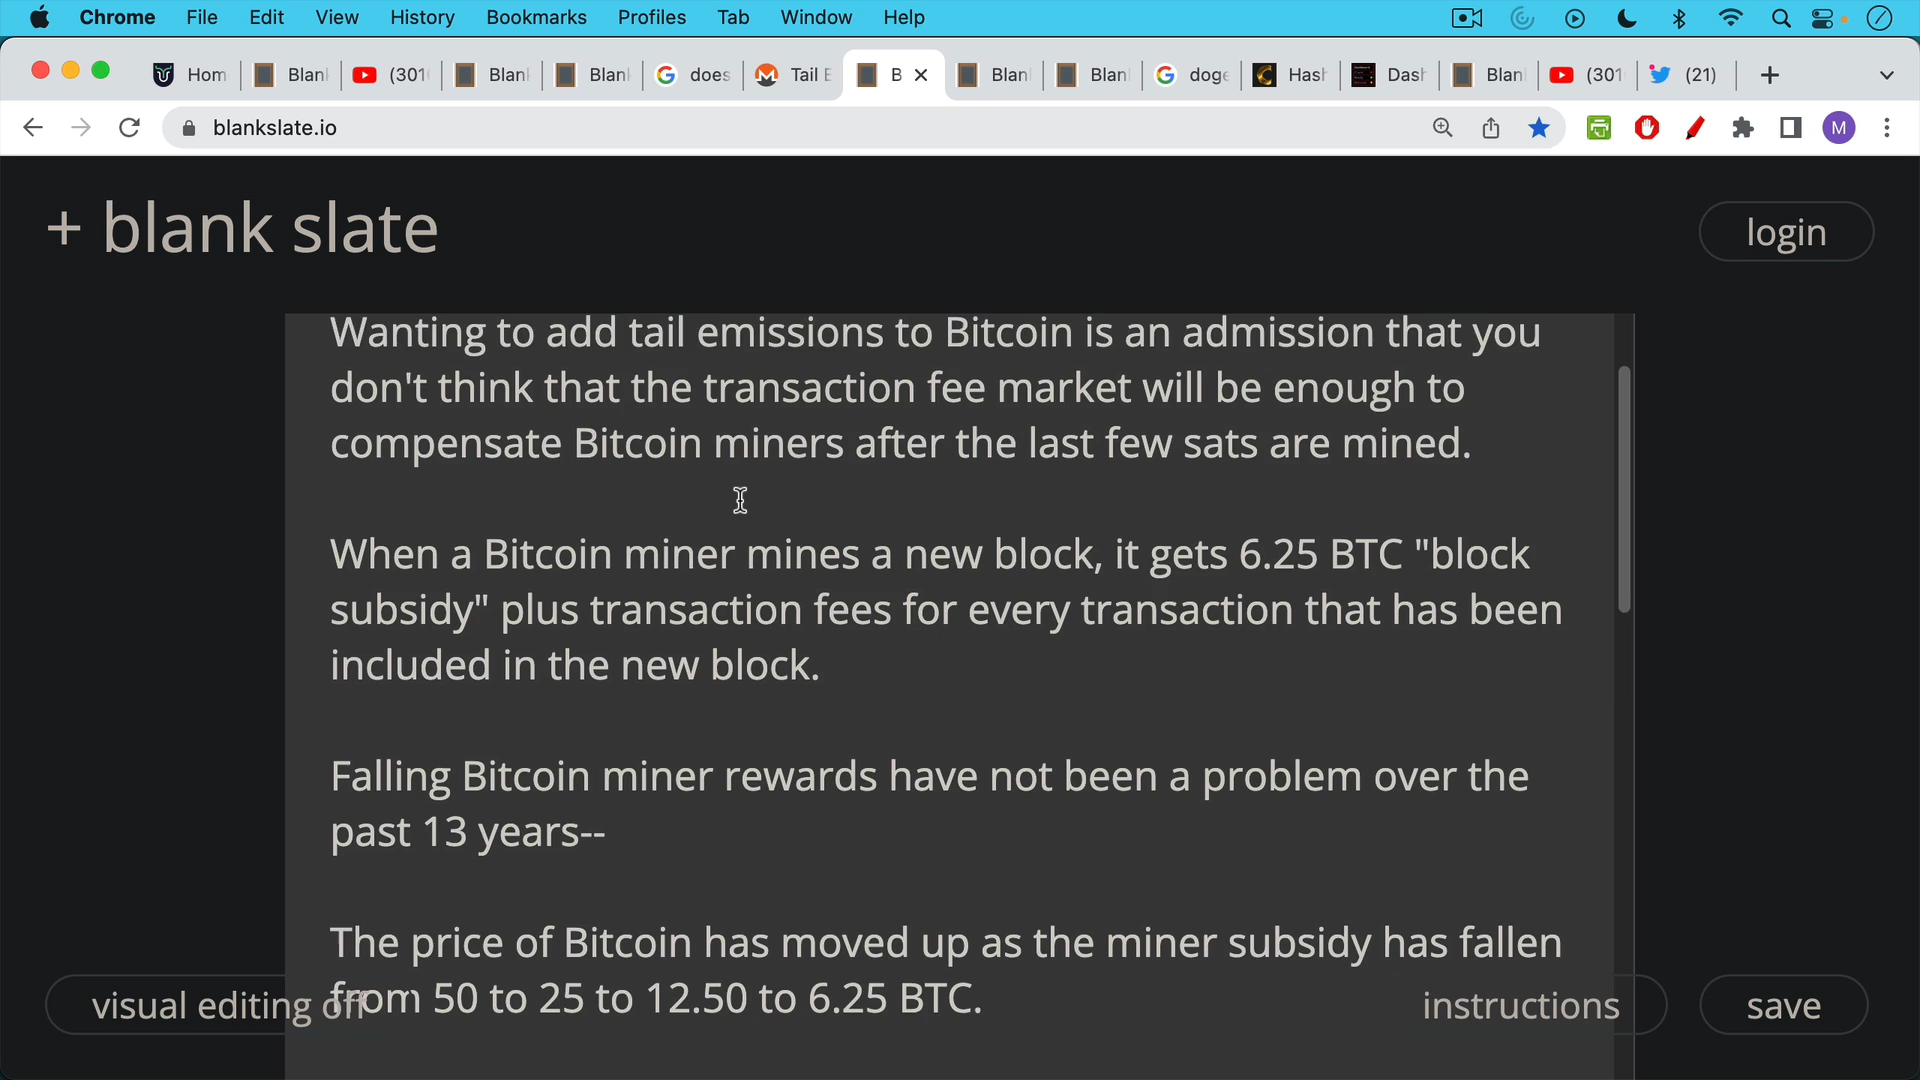 Chrome File Edit View History Bookmarks Profiles Tab Window Help
Hom Blan (301 Blan Blan does Tail E B Blan Blan doge Hash Dash Blan (301 (21)
blankslate.io M
+ blank slate login
Wanting to add tail emissions to Bitcoin is an admission that you
don't think that the transaction fee market will be enough to
compensate Bitcoin miners after the last few sats are mined.
When a Bitcoin miner mines a new block, it gets 6.25 BTC "block
subsidy" plus transaction fees for every transaction that has been
included in the new block.
Falling Bitcoin miner rewards have not been a problem over the
past 13 years--
The price of Bitcoin has moved up as the miner subsidy has fallen
from 50 to 25 to 12.50 to 6.25 BTC.
visual editing off instructions save